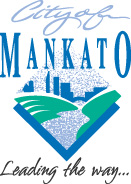 City of
MANKATO
Leading the way...